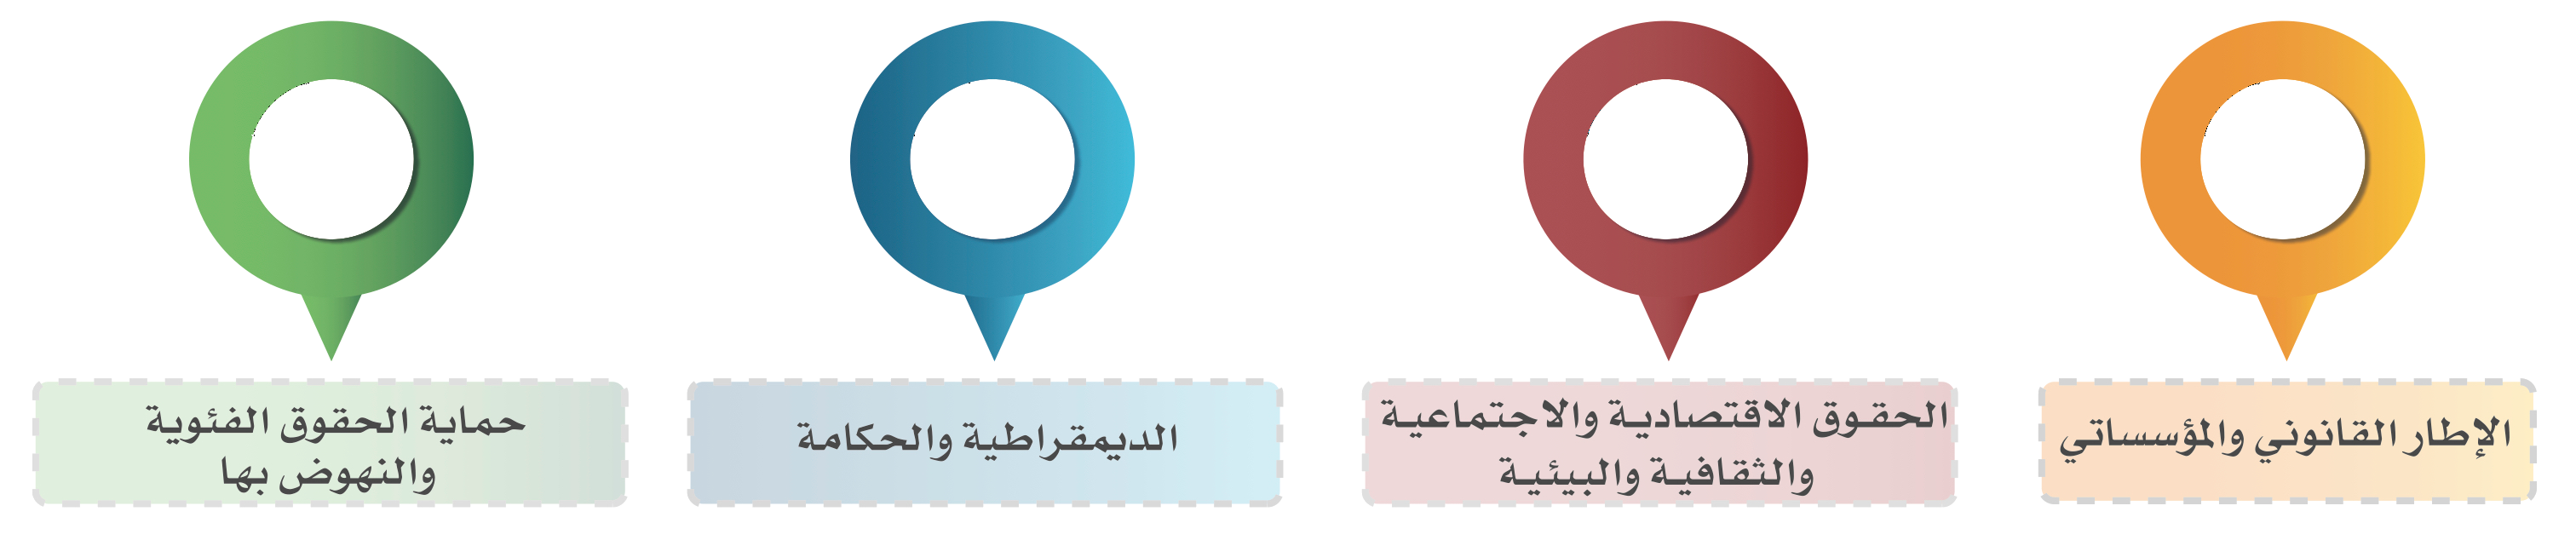 الإطار القانوني والمؤسساتي
الحقوق الاقتصادية والاجتماعية
والثقافية والبيئية
الديمقراطية والحكامة
حماية الحقوق الفئوية
والنهوض بها